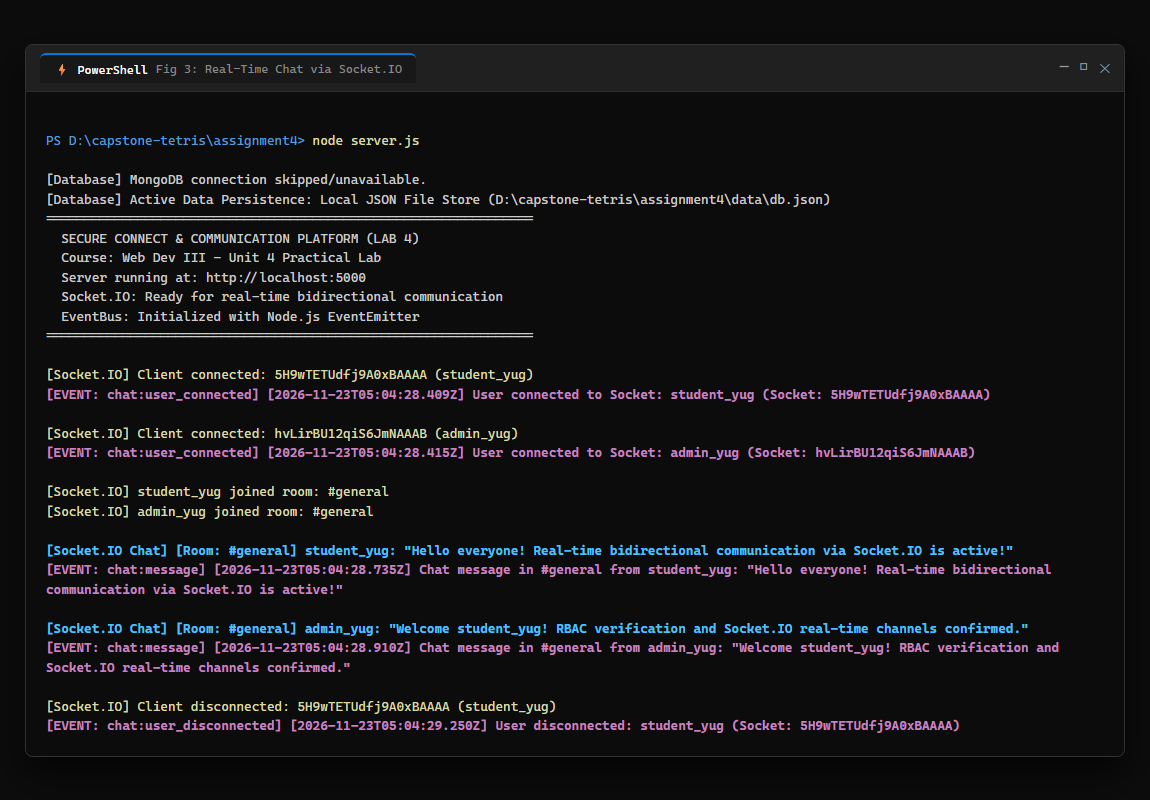 PowerShell Fig 3: Real-Time Chat via Socket.IO
PS D:\capstone-tetris\assignment4> node server.js
[Database] MongoDB connection skipped/unavailable.
[Database] Active Data Persistence: Local JSON File Store (D:\capstone-tetris\assignment4\data\db.json)
════════════════════════════════════════════════════════════════
SECURE CONNECT & COMMUNICATION PLATFORM (LAB 4)
Course: Web Dev III - Unit 4 Practical Lab
Server running at: http://localhost:5000
Socket.IO: Ready for real-time bidirectional communication
EventBus: Initialized with Node.js EventEmitter
════════════════════════════════════════════════════════════════
[Socket.IO] Client connected: 5H9wTETUdfj9A0xBAAAA (student_yug)
[EVENT: chat:user_connected] [2026-11-23T05:04:28.409Z] User connected to Socket: student_yug (Socket: 5H9wTETUdfj9A0xBAAAA)
[Socket.IO] Client connected: hvLirBU12qiS6JmNAAAB (admin_yug)
[EVENT: chat:user_connected] [2026-11-23T05:04:28.415Z] User connected to Socket: admin_yug (Socket: hvLirBU12qiS6JmNAAAB)
[Socket.IO] student_yug joined room: #general
[Socket.IO] admin_yug joined room: #general
[Socket.IO Chat] [Room: #general] student_yug: "Hello everyone! Real-time bidirectional communication via Socket.IO is active!"
[EVENT: chat:message] [2026-11-23T05:04:28.735Z] Chat message in #general from student_yug: "Hello everyone! Real-time bidirectional
communication via Socket.IO is active!"
[Socket.IO Chat] [Room: #general] admin_yug: "Welcome student_yug! RBAC verification and Socket.IO real-time channels confirmed."
[EVENT: chat:message] [2026-11-23T05:04:28.910Z] Chat message in #general from admin_yug: "Welcome student_yug! RBAC verification and
Socket.IO real-time channels confirmed."
[Socket.IO] Client disconnected: 5H9wTETUdfj9A0xBAAAA (student_yug)
[EVENT: chat:user_disconnected] [2026-11-23T05:04:29.250Z] User disconnected: student_yug (Socket: 5H9wTETUdfj9A0xBAAAA)